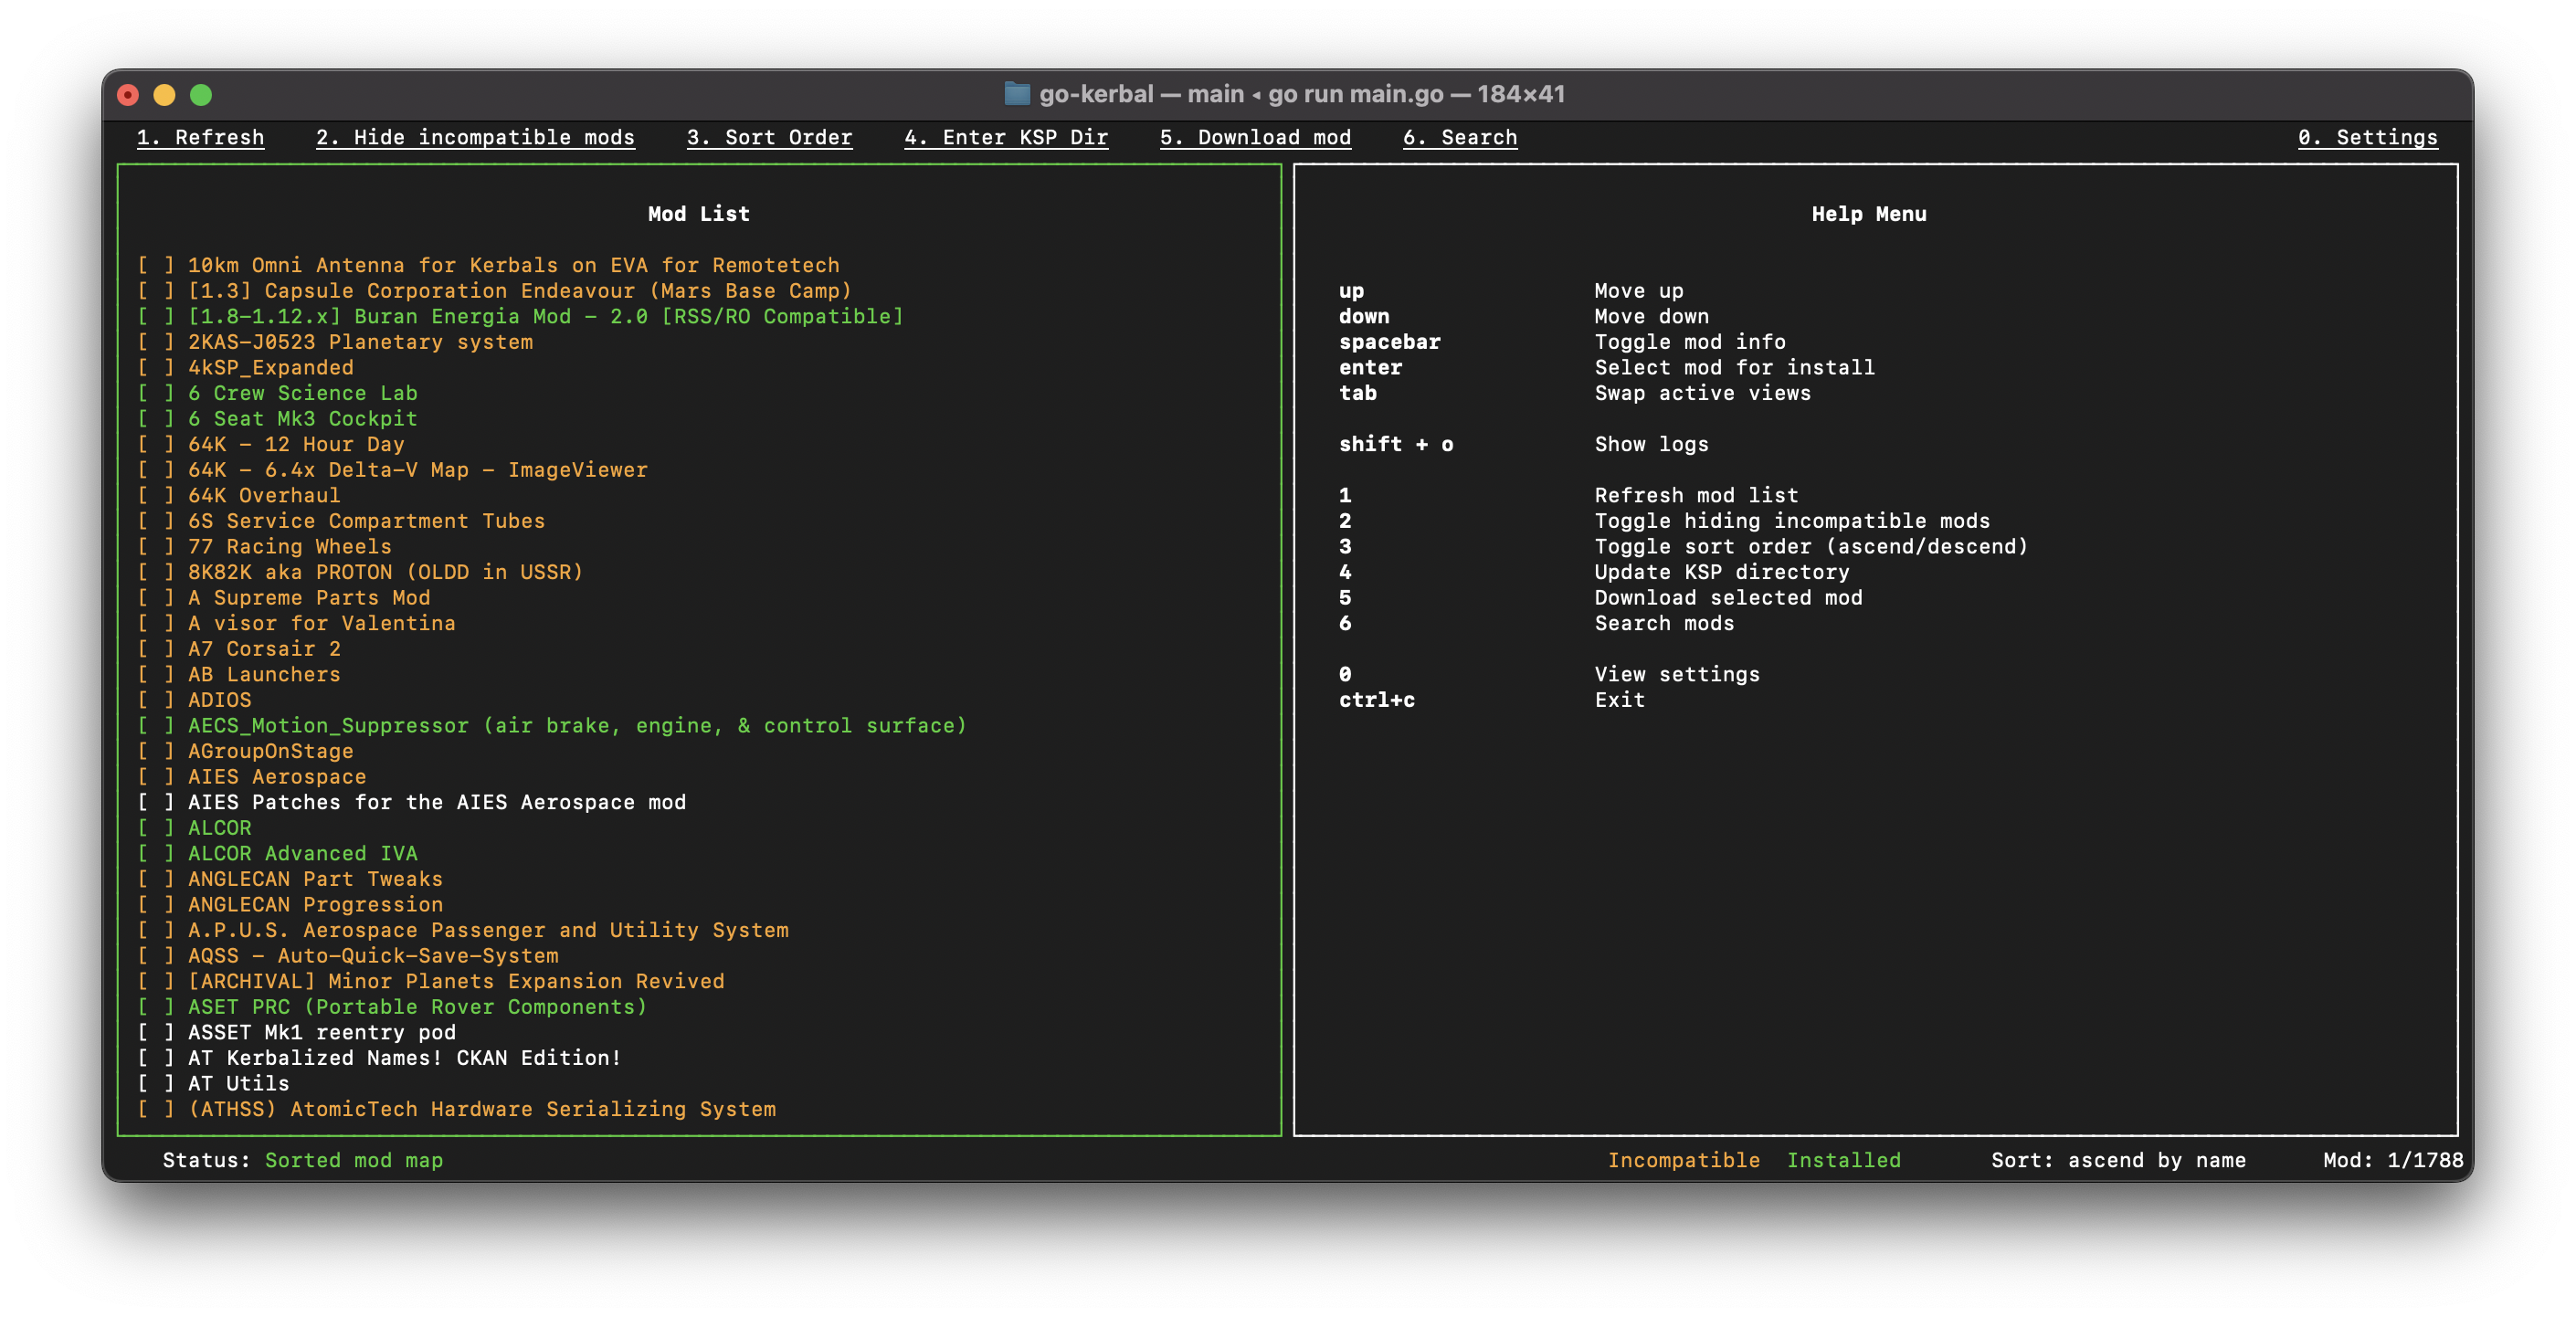 go-kerbal — main ◂ go run main.go — 184×41
1. Refresh 2. Hide incompatible mods 3. Sort Order 4. Enter KSP Dir 5. Download mod 6. Search 0. Settings
Mod List
[ ] 10km Omni Antenna for Kerbals on EVA for Remotetech
[ ] [1.3] Capsule Corporation Endeavour (Mars Base Camp)
[ ] [1.8-1.12.x] Buran Energia Mod - 2.0 [RSS/RO Compatible]
[ ] 2KAS-J0523 Planetary system
[ ] 4kSP_Expanded
[ ] 6 Crew Science Lab
[ ] 6 Seat Mk3 Cockpit
[ ] 64K - 12 Hour Day
[ ] 64K - 6.4x Delta-V Map - ImageViewer
[ ] 64K Overhaul
[ ] 6S Service Compartment Tubes
[ ] 77 Racing Wheels
[ ] 8K82K aka PROTON (OLDD in USSR)
[ ] A Supreme Parts Mod
[ ] A visor for Valentina
[ ] A7 Corsair 2
[ ] AB Launchers
[ ] ADIOS
[ ] AECS_Motion_Suppressor (air brake, engine, & control surface)
[ ] AGroupOnStage
[ ] AIES Aerospace
[ ] AIES Patches for the AIES Aerospace mod
[ ] ALCOR
[ ] ALCOR Advanced IVA
[ ] ANGLECAN Part Tweaks
[ ] ANGLECAN Progression
[ ] A.P.U.S. Aerospace Passenger and Utility System
[ ] AQSS - Auto-Quick-Save-System
[ ] [ARCHIVAL] Minor Planets Expansion Revived
[ ] ASET PRC (Portable Rover Components)
[ ] ASSET Mk1 reentry pod
[ ] AT Kerbalized Names! CKAN Edition!
[ ] AT Utils
[ ] (ATHSS) AtomicTech Hardware Serializing System
Help Menu
up Move up
down Move down
spacebar Toggle mod info
enter Select mod for install
tab Swap active views
shift + o Show logs
1 Refresh mod list
2 Toggle hiding incompatible mods
3 Toggle sort order (ascend/descend)
4 Update KSP directory
5 Download selected mod
6 Search mods
0 View settings
ctrl+c Exit
Status: Sorted mod map Incompatible Installed Sort: ascend by name Mod: 1/1788